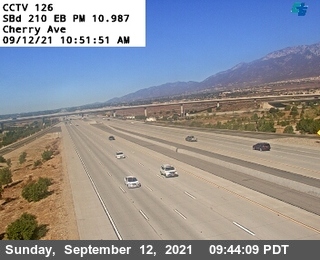 CCTV 126
SBd 210 EB PM 10.987
Cherry Ave
09/12/21 10:51:51 AM
Sunday, September 12, 2021 09:44:09 PDT